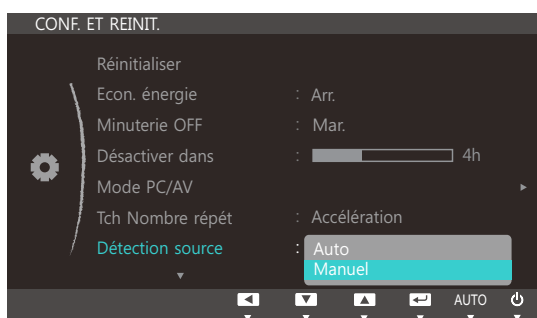 CONF. ET REINIT.
Réinitialiser
Econ. énergie : Arr.
Minuterie OFF : Mar.
Désactiver dans : 4h
Mode PC/AV
Tch Nombre répét : Accélération
Détection source : Auto
Manuel
AUTO